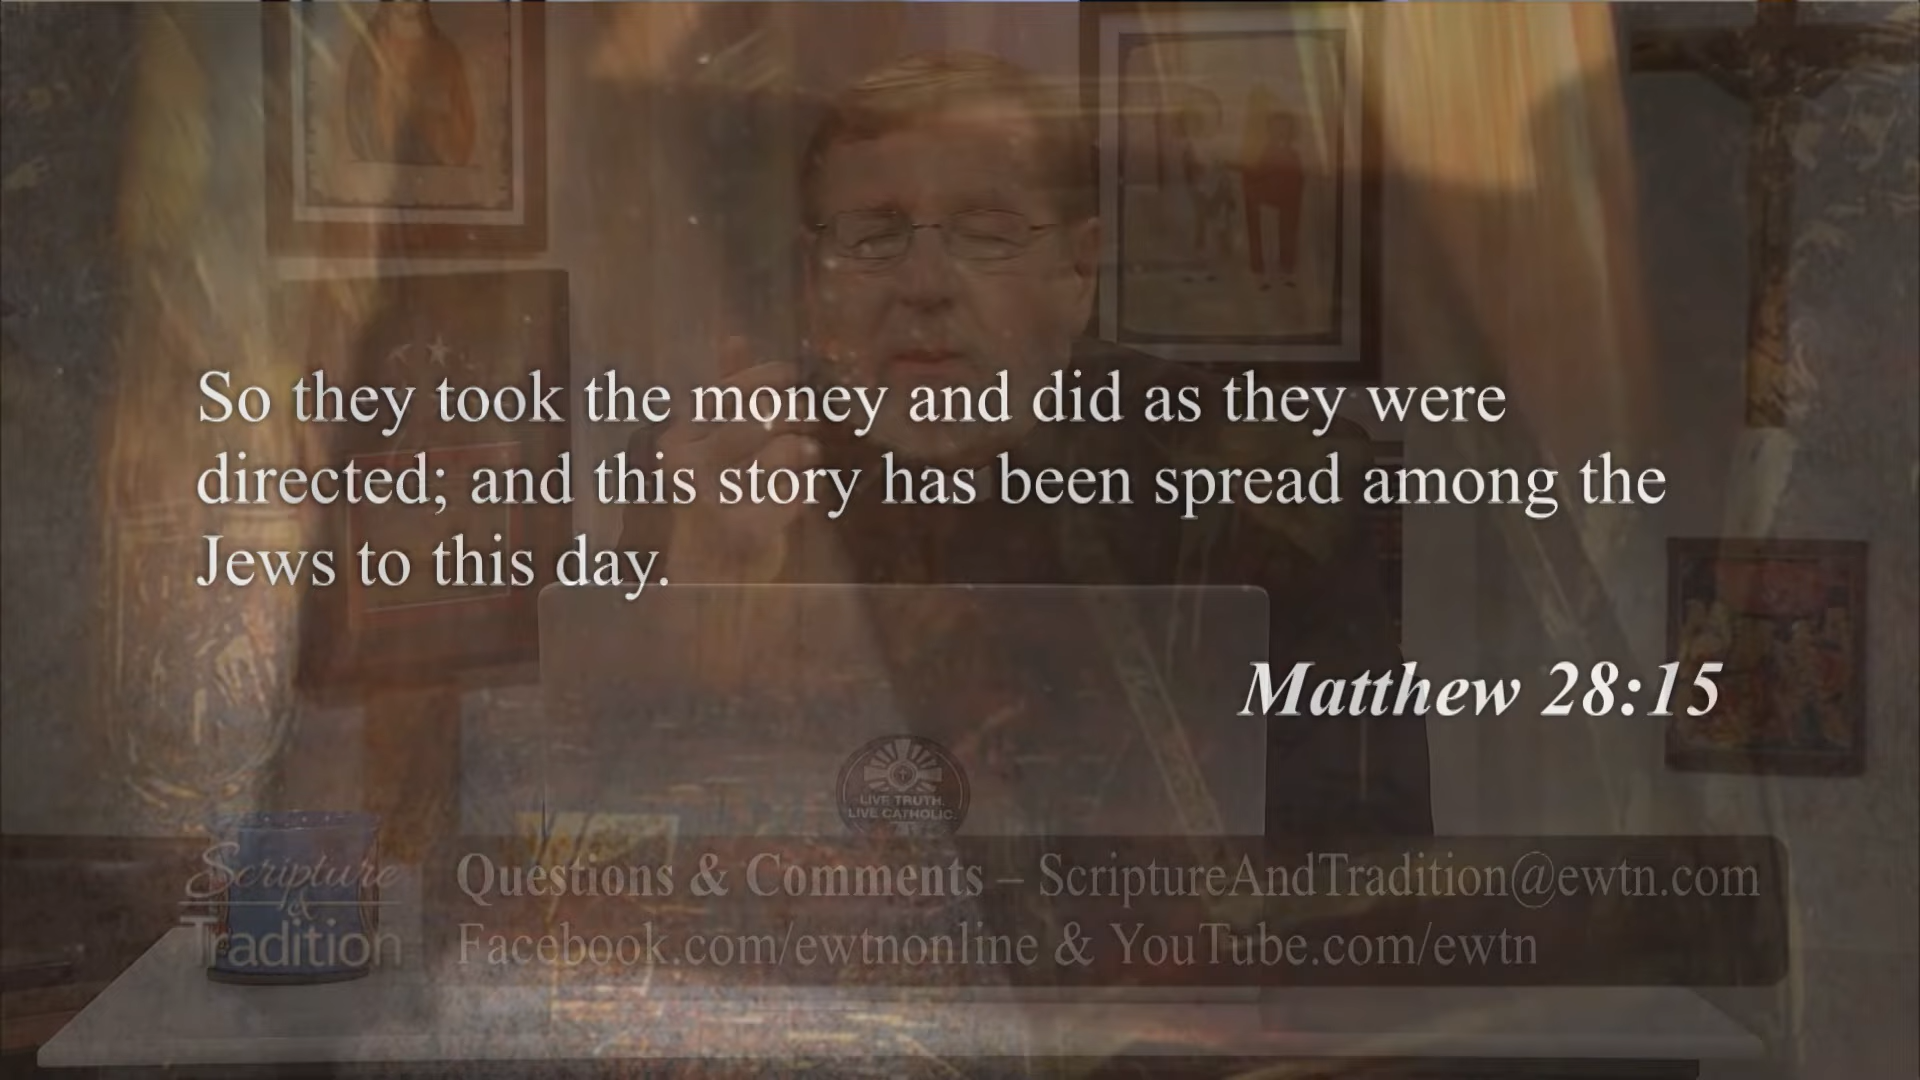 So they took the money and did as they were
directed; and this story has been spread among the
Jews to this day.
Matthew 28:15
LIVE TRUTH.
LIVE CATHOLIC.
Scripture
&
Tradition
Questions & Comments – ScriptureAndTradition@ewtn.com
Facebook.com/ewtnonline & YouTube.com/ewtn